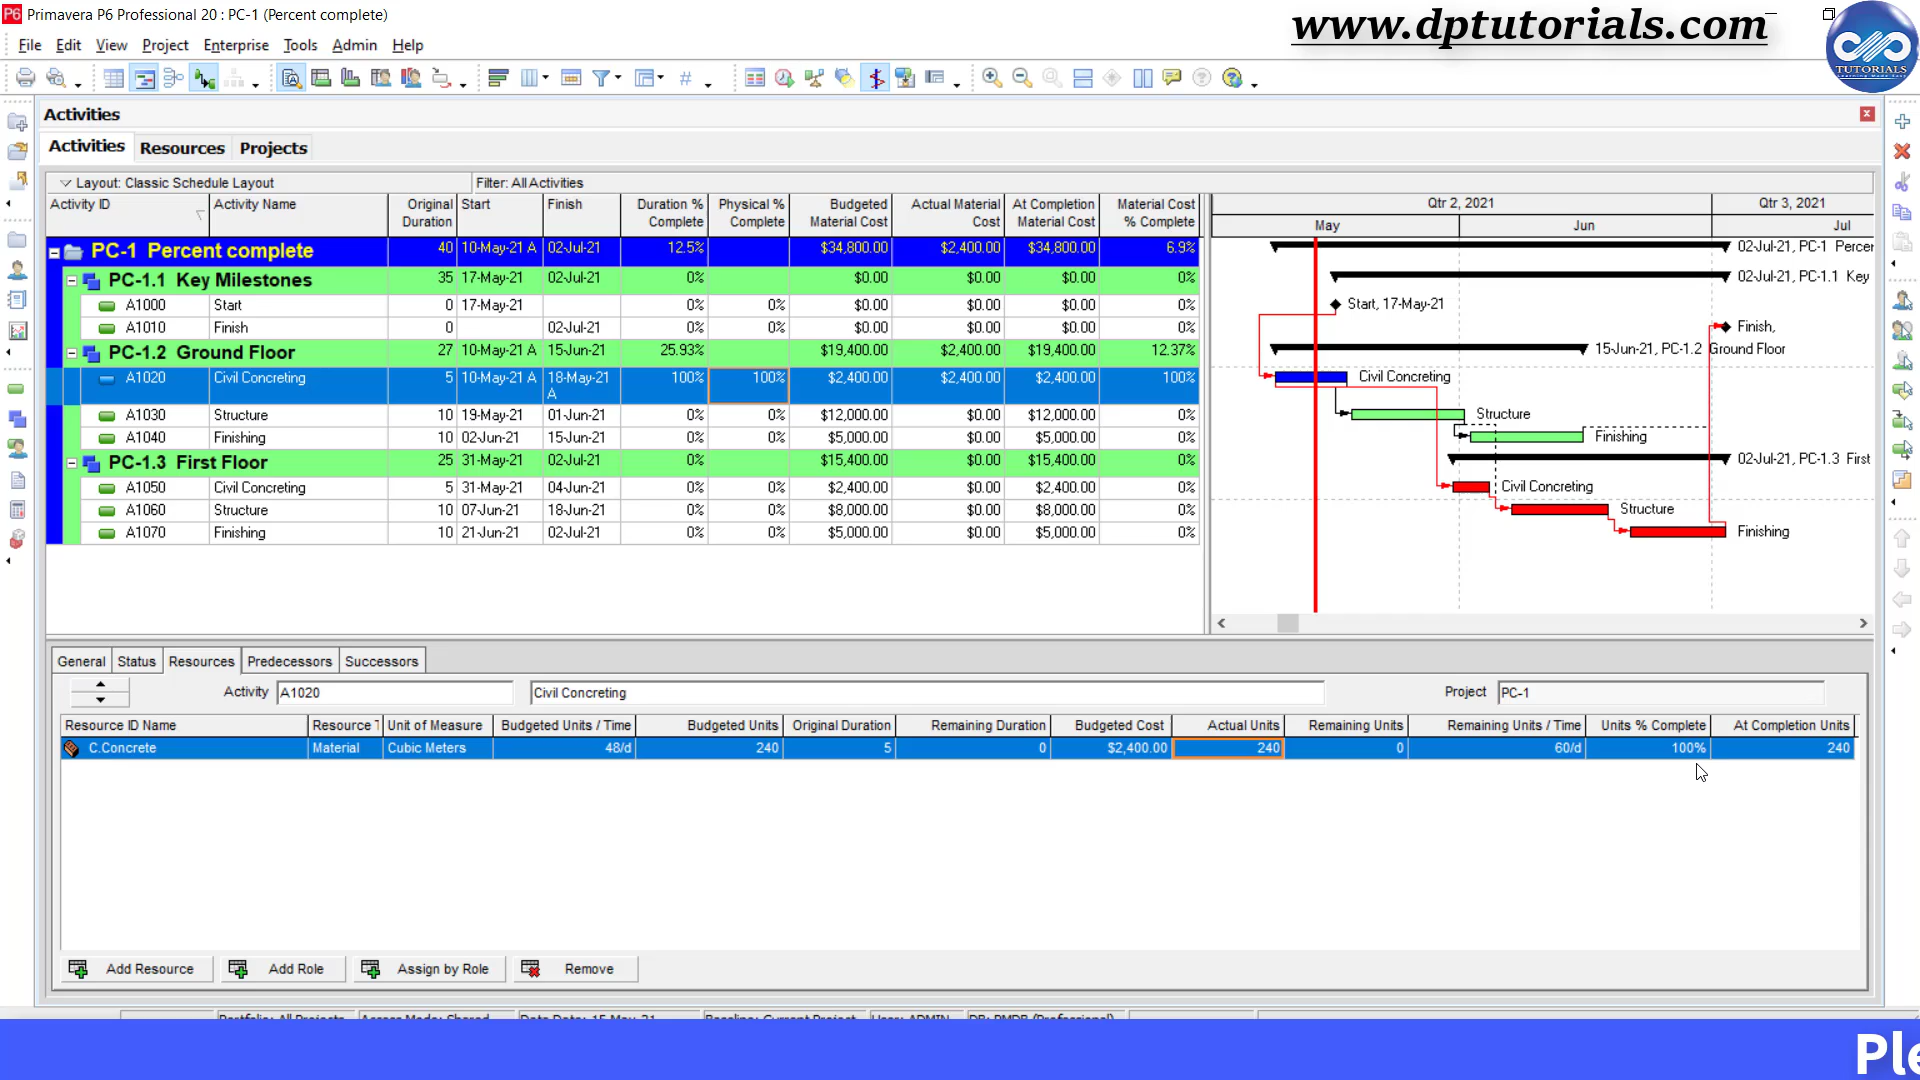 Primavera P6 Professional 20 : PC-1 (Percent complete)
www.dptutorials.com
TUTORIALS
File Edit View Project Enterprise Tools Admin Help
Activities
Activities Resources Projects
Layout: Classic Schedule Layout Filter: All Activities
Activity ID Activity Name Original Duration Start Finish Duration % Complete Physical % Complete Budgeted Material Cost Actual Material Cost At Completion Material Cost Material Cost % Complete
Qtr 2, 2021 Qtr 3, 2021
May Jun Jul
PC-1 Percent complete 40 10-May-21 A 02-Jul-21 12.5% $34,800.00 $2,400.00 $34,800.00 6.9% 02-Jul-21, PC-1 Percer
PC-1.1 Key Milestones 35 17-May-21 02-Jul-21 0% $0.00 $0.00 $0.00 0% 02-Jul-21, PC-1.1 Key
A1000 Start 0 17-May-21 0% 0% $0.00 $0.00 $0.00 0% Start, 17-May-21
A1010 Finish 0 02-Jul-21 0% 0% $0.00 $0.00 $0.00 0% Finish,
PC-1.2 Ground Floor 27 10-May-21 A 15-Jun-21 25.93% $19,400.00 $2,400.00 $19,400.00 12.37% 15-Jun-21, PC-1.2 Ground Floor
A1020 Civil Concreting 5 10-May-21 A 18-May-21 A 100% 100% $2,400.00 $2,400.00 $2,400.00 100% Civil Concreting
A1030 Structure 10 19-May-21 01-Jun-21 0% 0% $12,000.00 $0.00 $12,000.00 0% Structure
A1040 Finishing 10 02-Jun-21 15-Jun-21 0% 0% $5,000.00 $0.00 $5,000.00 0% Finishing
PC-1.3 First Floor 25 31-May-21 02-Jul-21 0% $15,400.00 $0.00 $15,400.00 0% 02-Jul-21, PC-1.3 First
A1050 Civil Concreting 5 31-May-21 04-Jun-21 0% 0% $2,400.00 $0.00 $2,400.00 0% Civil Concreting
A1060 Structure 10 07-Jun-21 18-Jun-21 0% 0% $8,000.00 $0.00 $8,000.00 0% Structure
A1070 Finishing 10 21-Jun-21 02-Jul-21 0% 0% $5,000.00 $0.00 $5,000.00 0% Finishing
General Status Resources Predecessors Successors
Activity A1020 Civil Concreting Project PC-1
Resource ID Name Resource T Unit of Measure Budgeted Units / Time Budgeted Units Original Duration Remaining Duration Budgeted Cost Actual Units Remaining Units Remaining Units / Time Units % Complete At Completion Units
C.Concrete Material Cubic Meters 48/d 240 5 0 $2,400.00 240 0 60/d 100% 240
Add Resource Add Role Assign by Role Remove
Portfolio: All Projects Access Mode: Shared Data Date: 15-May-21 Baseline: Current Project User: ADMIN DB: PMDB (Professional)
Ple